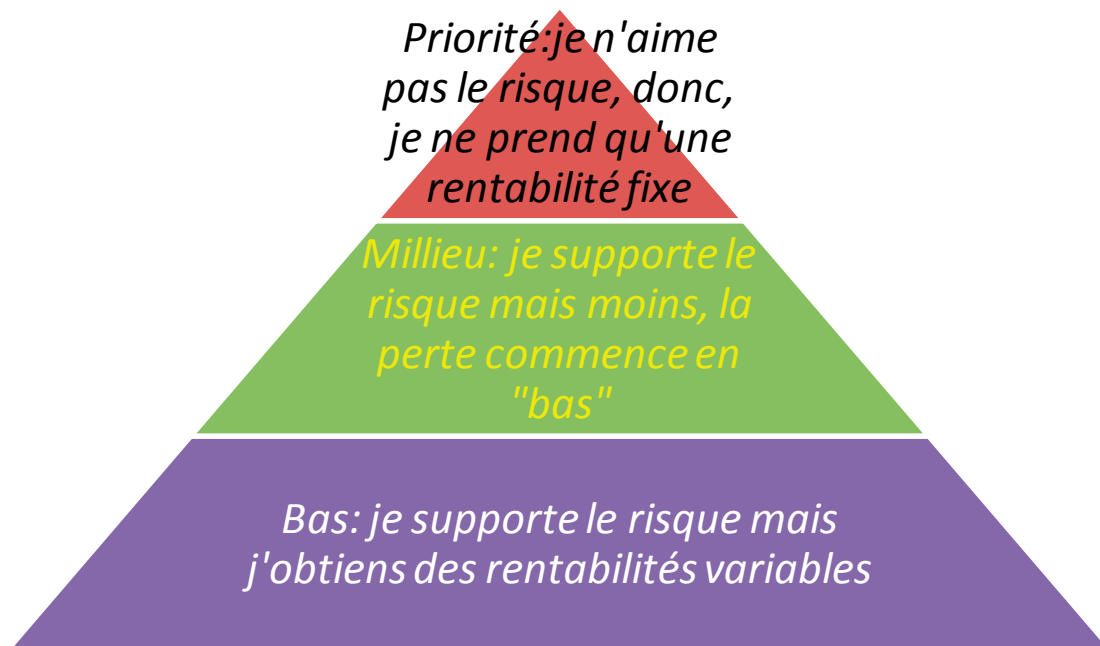 Priorité:je n'aime
pas le risque, donc,
je ne prend qu'une
rentabilité fixe
Millieu: je supporte le
risque mais moins, la
perte commence en
"bas"
Bas: je supporte le risque mais
j'obtiens des rentabilités variables